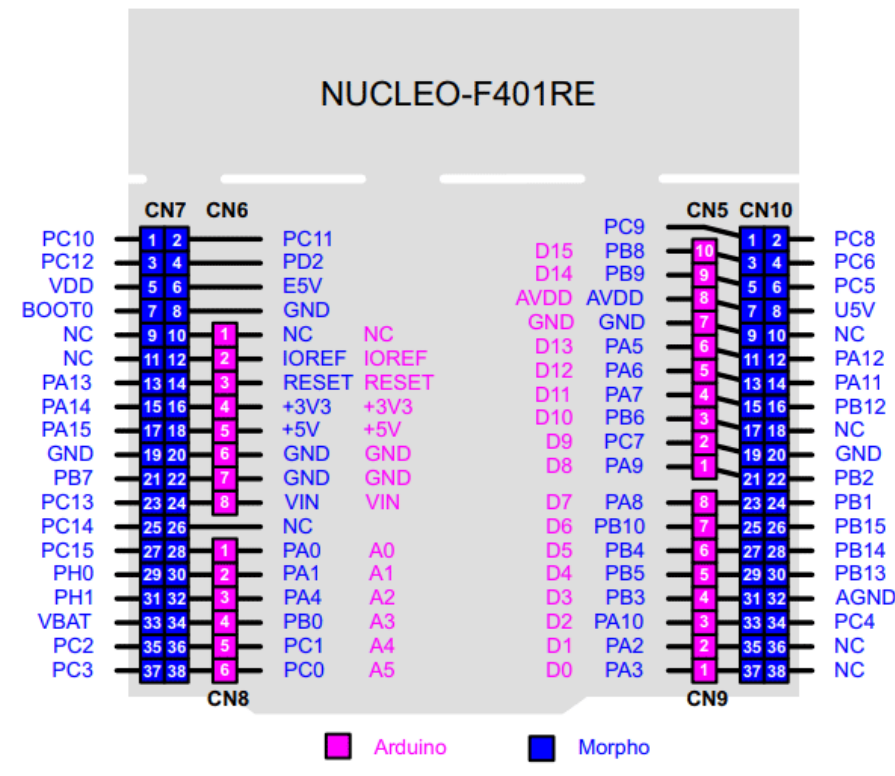 NUCLEO-F401RE
CN7 CN6 CN5 CN10
PC9
PC10 1 2 PC11 1 2 PC8
D15 PB8 10
PC12 3 4 PD2 3 4 PC6
D14 PB9 9
VDD 5 6 E5V 5 6 PC5
AVDD AVDD 8
BOOT0 7 8 GND 7 8 U5V
GND GND 7
NC 9 10 1 NC NC 9 10 NC
D13 PA5 6
NC 11 12 2 IOREF IOREF 11 12 PA12
D12 PA6 5
PA13 13 14 3 RESET RESET 13 14 PA11
D11 PA7 4
PA14 15 16 4 +3V3 +3V3 15 16 PB12
D10 PB6 3
PA15 17 18 5 +5V +5V 17 18 NC
D9 PC7 2
GND 19 20 6 GND GND 19 20 GND
D8 PA9 1
PB7 21 22 7 GND GND 21 22 PB2
PC13 23 24 8 VIN VIN D7 PA8 8 23 24 PB1
PC14 25 26 NC D6 PB10 7 25 26 PB15
PC15 27 28 1 PA0 A0 D5 PB4 6 27 28 PB14
PH0 29 30 2 PA1 A1 D4 PB5 5 29 30 PB13
PH1 31 32 3 PA4 A2 D3 PB3 4 31 32 AGND
VBAT 33 34 4 PB0 A3 D2 PA10 3 33 34 PC4
PC2 35 36 5 PC1 A4 D1 PA2 2 35 36 NC
PC3 37 38 6 PC0 A5 D0 PA3 1 37 38 NC
CN8 CN9
Arduino Morpho